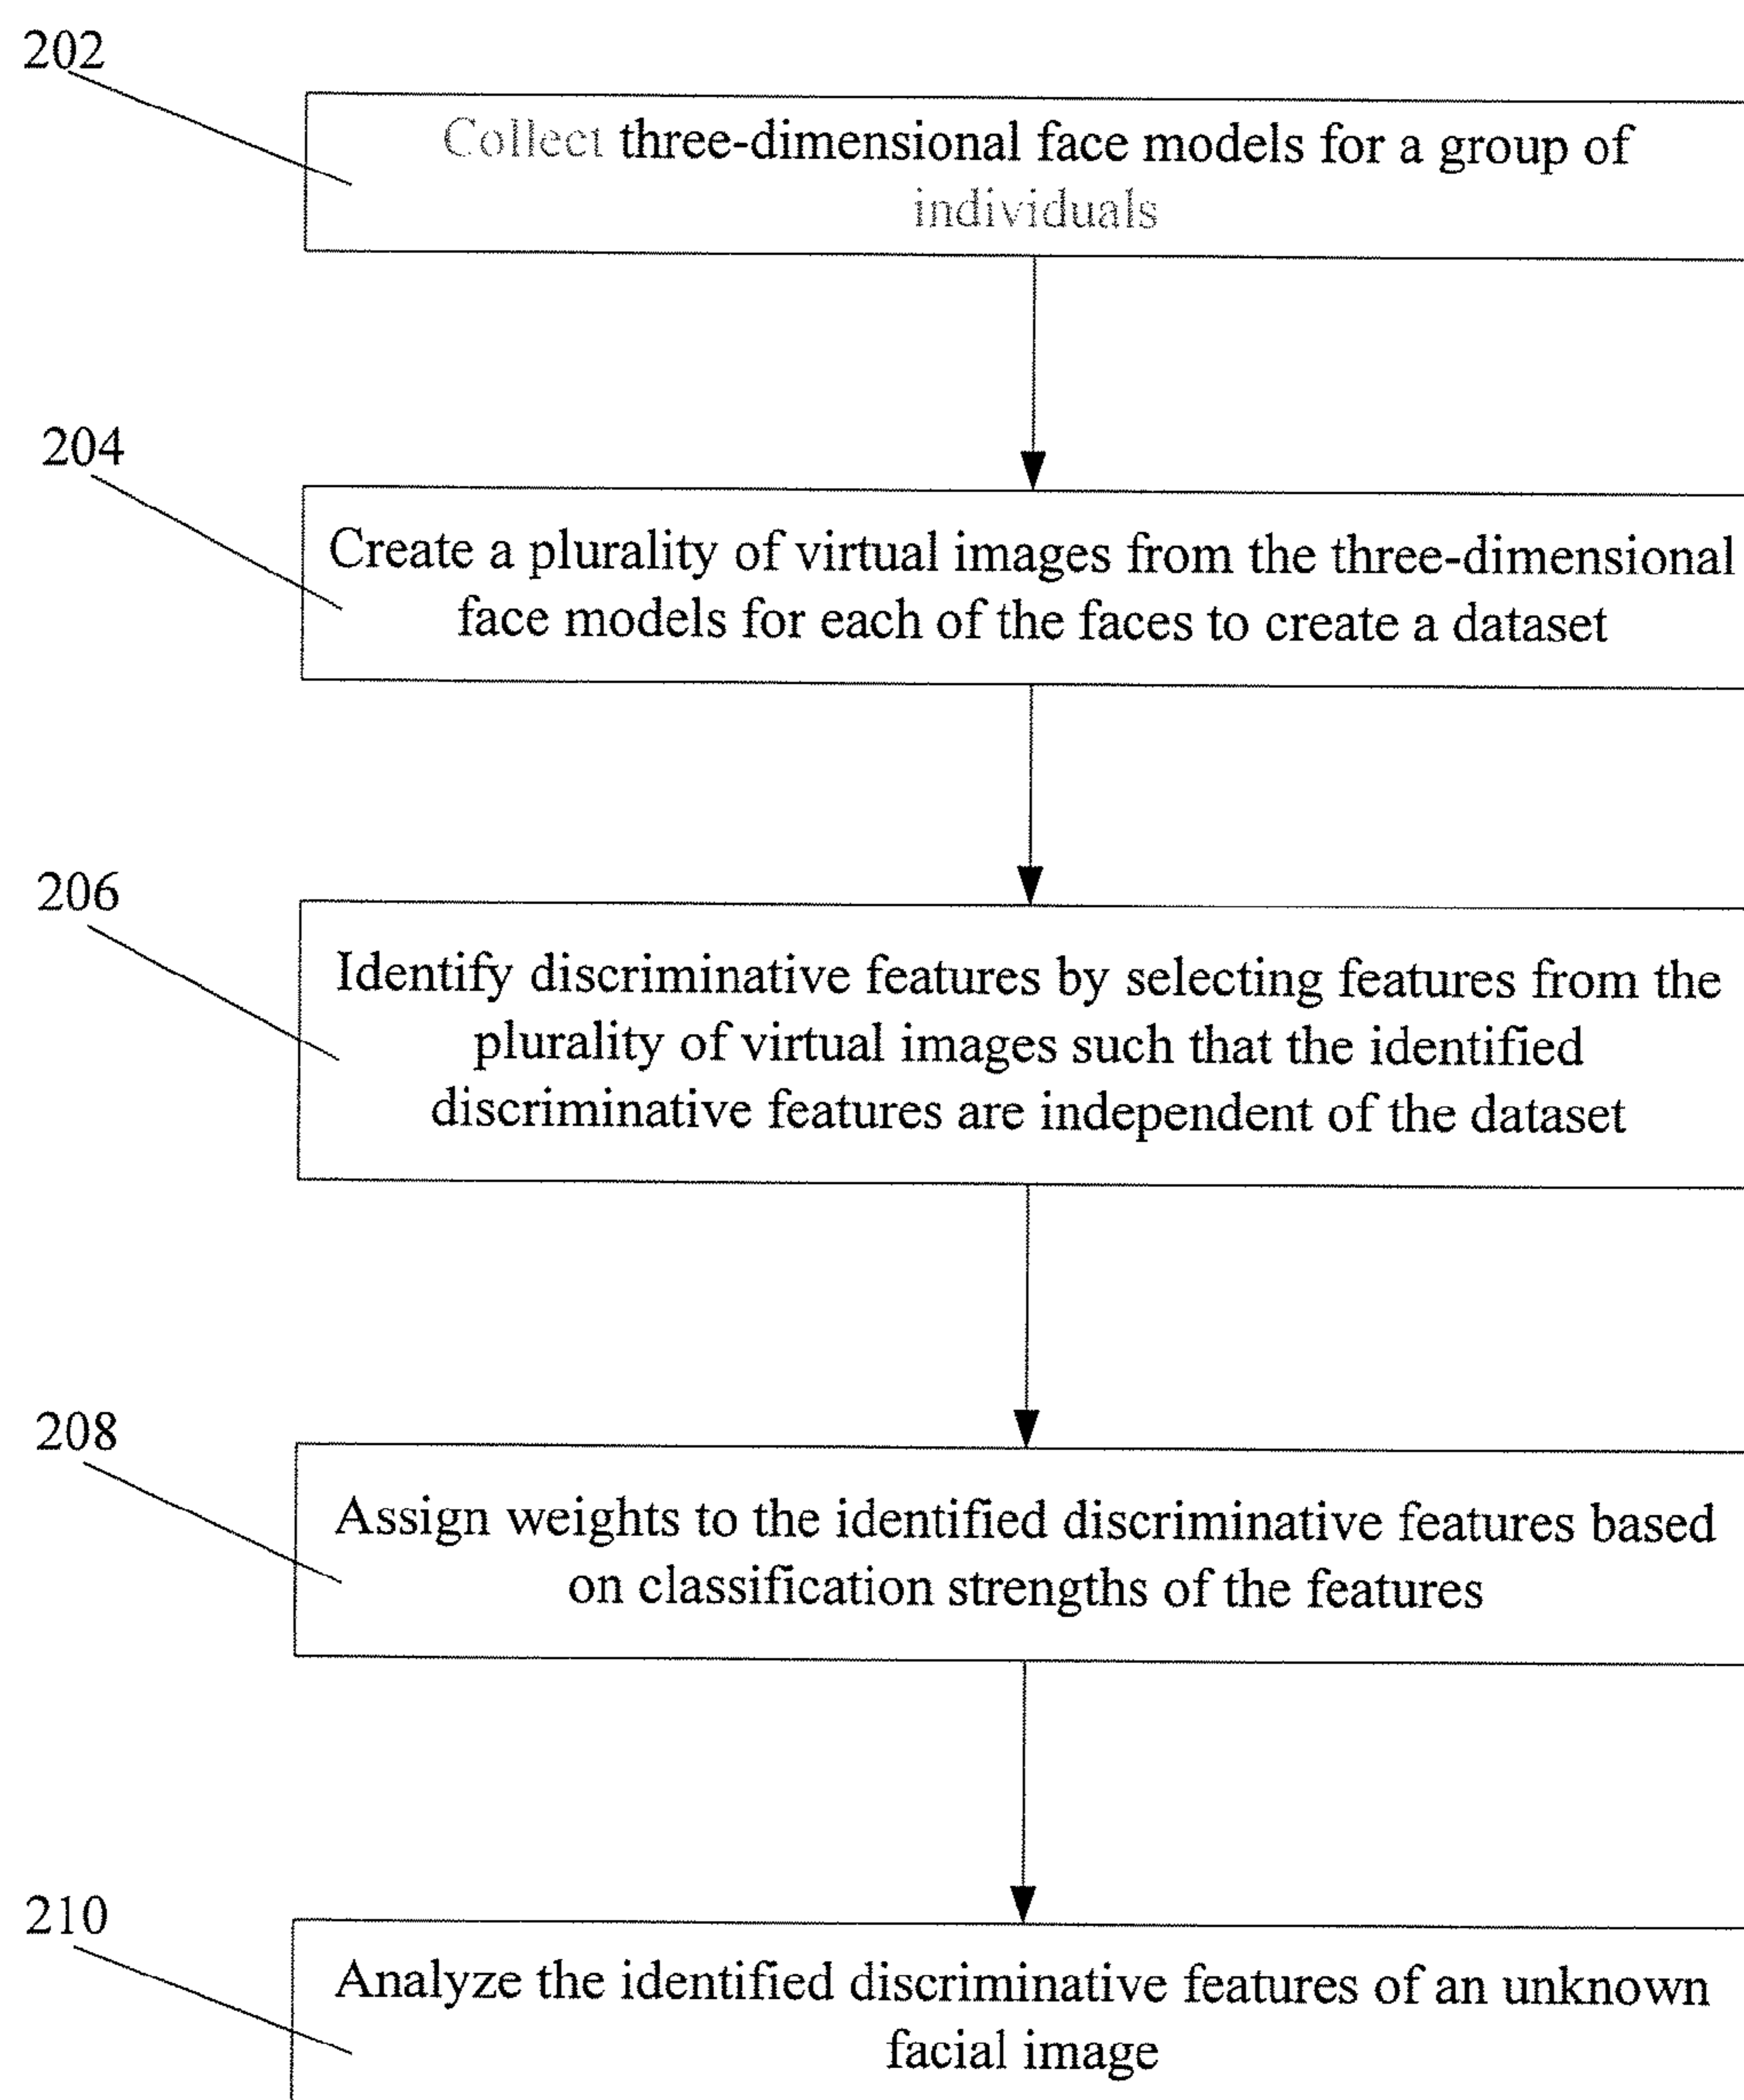 202
Collect three-dimensional face models for a group of
individuals
204
Create a plurality of virtual images from the three-dimensional
face models for each of the faces to create a dataset
206
Identify discriminative features by selecting features from the
plurality of virtual images such that the identified
discriminative features are independent of the dataset
208
Assign weights to the identified discriminative features based
on classification strengths of the features
210
Analyze the identified discriminative features of an unknown
facial image